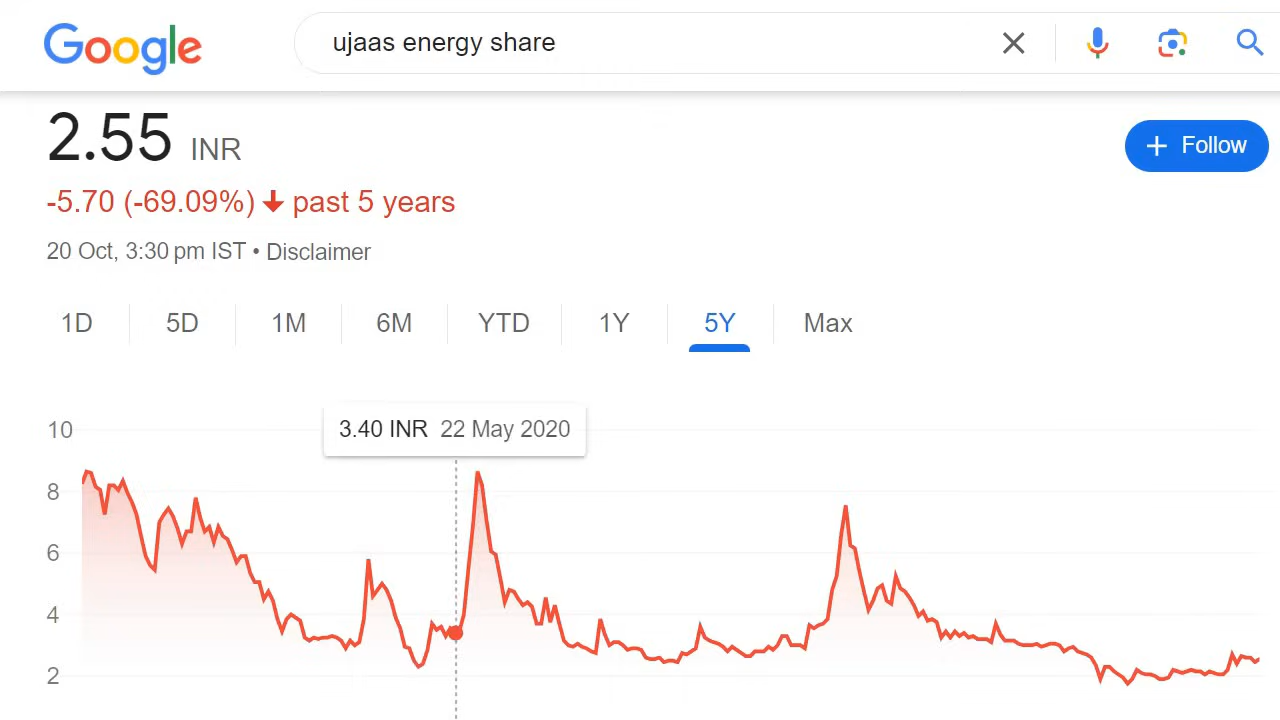 Google ujaas energy share
2.55 INR
+ Follow
-5.70 (-69.09%) ↓ past 5 years
20 Oct, 3:30 pm IST • Disclaimer
1D 5D 1M 6M YTD 1Y 5Y Max
3.40 INR 22 May 2020
10
8
6
4
2